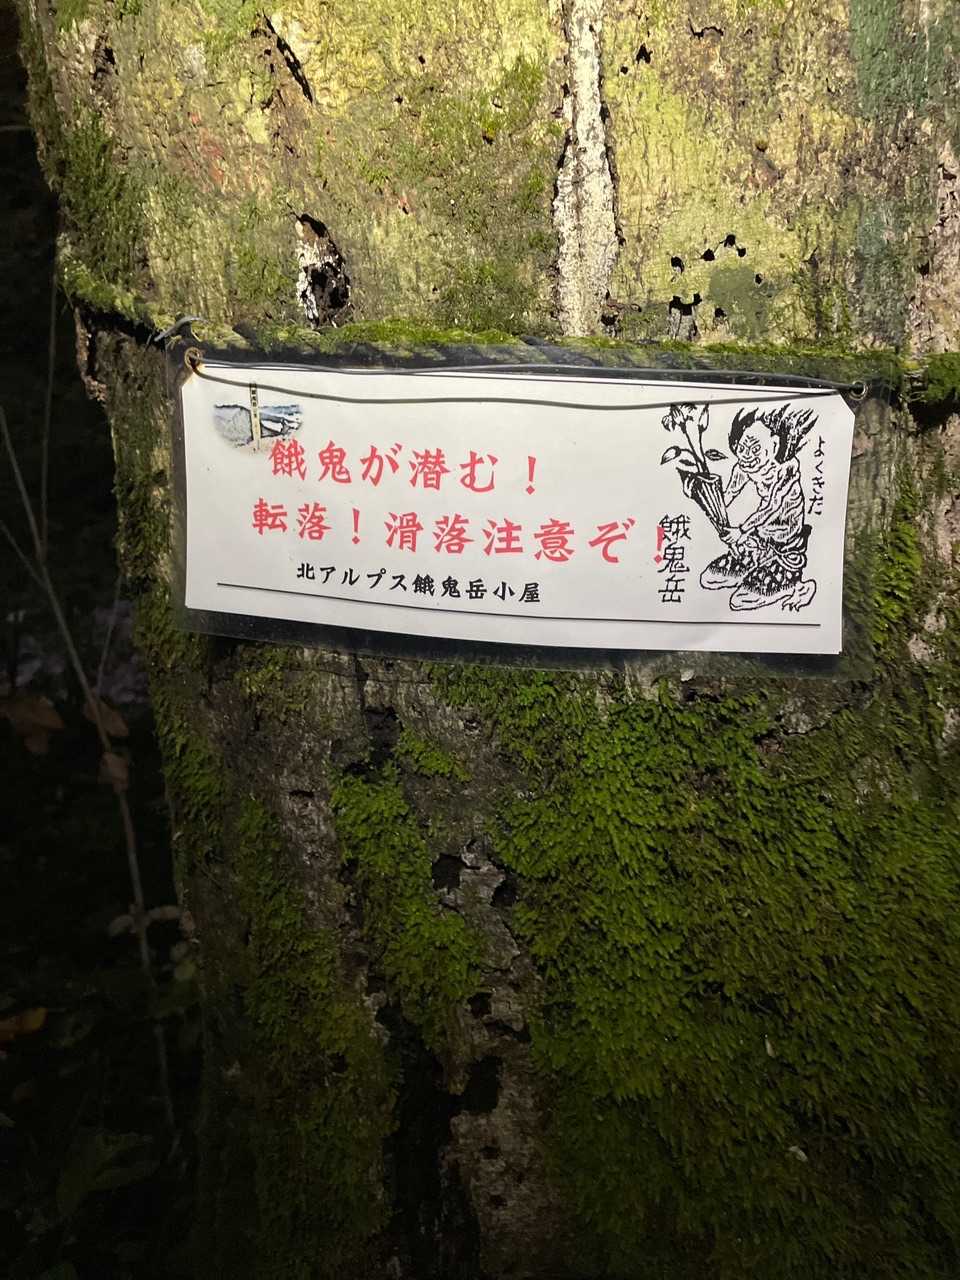 餓鬼が潜む！
転落！滑落注意ぞ！
北アルプス餓鬼岳小屋
よくきただ
餓鬼岳